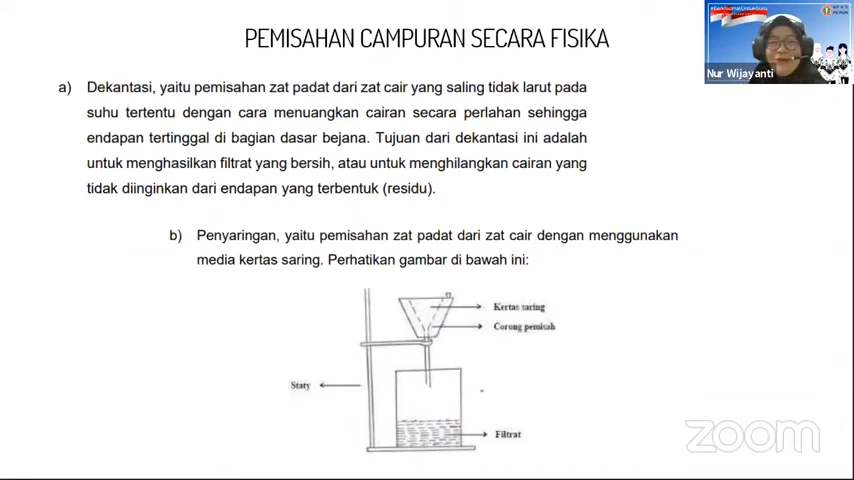 PEMISAHAN CAMPURAN SECARA FISIKA
Nur Wijayanti
a) Dekantasi, yaitu pemisahan zat padat dari zat cair yang saling tidak larut pada
suhu tertentu dengan cara menuangkan cairan secara perlahan sehingga
endapan tertinggal di bagian dasar bejana. Tujuan dari dekantasi ini adalah
untuk menghasilkan filtrat yang bersih, atau untuk menghilangkan cairan yang
tidak diinginkan dari endapan yang terbentuk (residu).
b) Penyaringan, yaitu pemisahan zat padat dari zat cair dengan menggunakan
media kertas saring. Perhatikan gambar di bawah ini:
Kertas saring
Corong pemisah
Staty
Filtrat
zoom